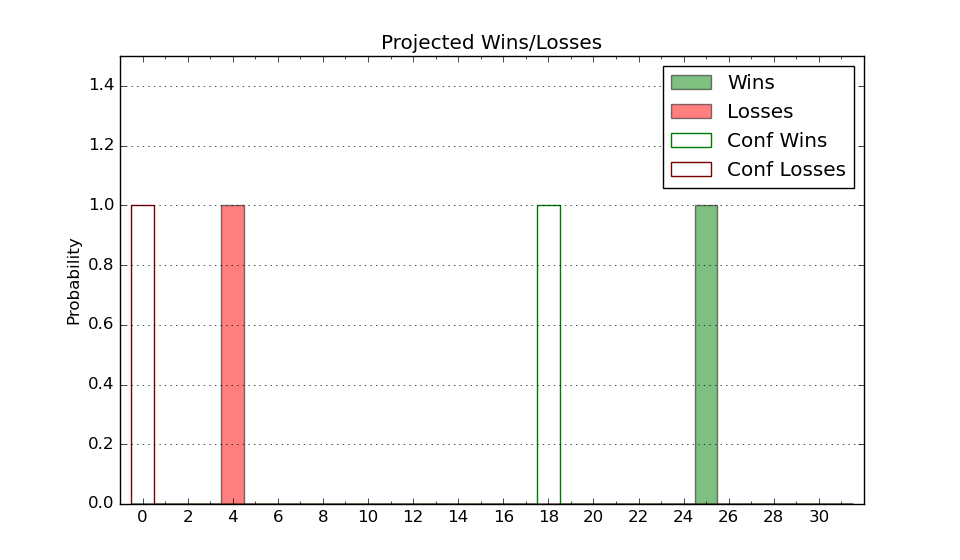 Projected Wins/Losses
Wins
Losses
Conf Wins
Conf Losses
Probability
1.4
1.2
1.0
0.8
0.6
0.4
0.2
0.0
0 2 4 6 8 10 12 14 16 18 20 22 24 26 28 30